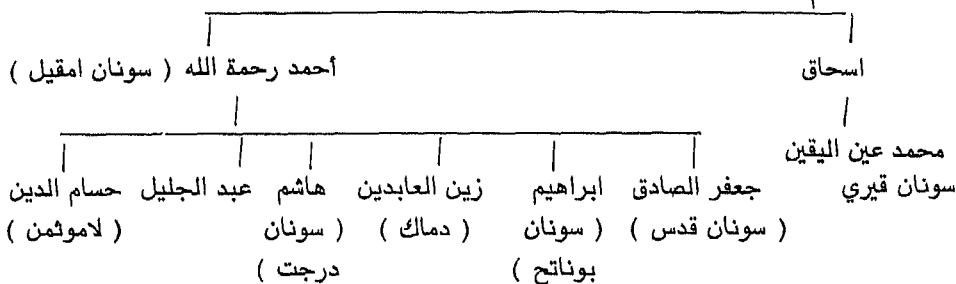 اسحاق أحمد رحمة الله ( سونان امقيل )
محمد عين اليقين
سونان قيري
جعفر الصادق ابراهيم زين العابدين هاشم عبد الجليل حسام الدين
( سونان قدس ) ( سونان ( دماك ) ( سونان ( لاموثمن )
بوناتح ) درجت )